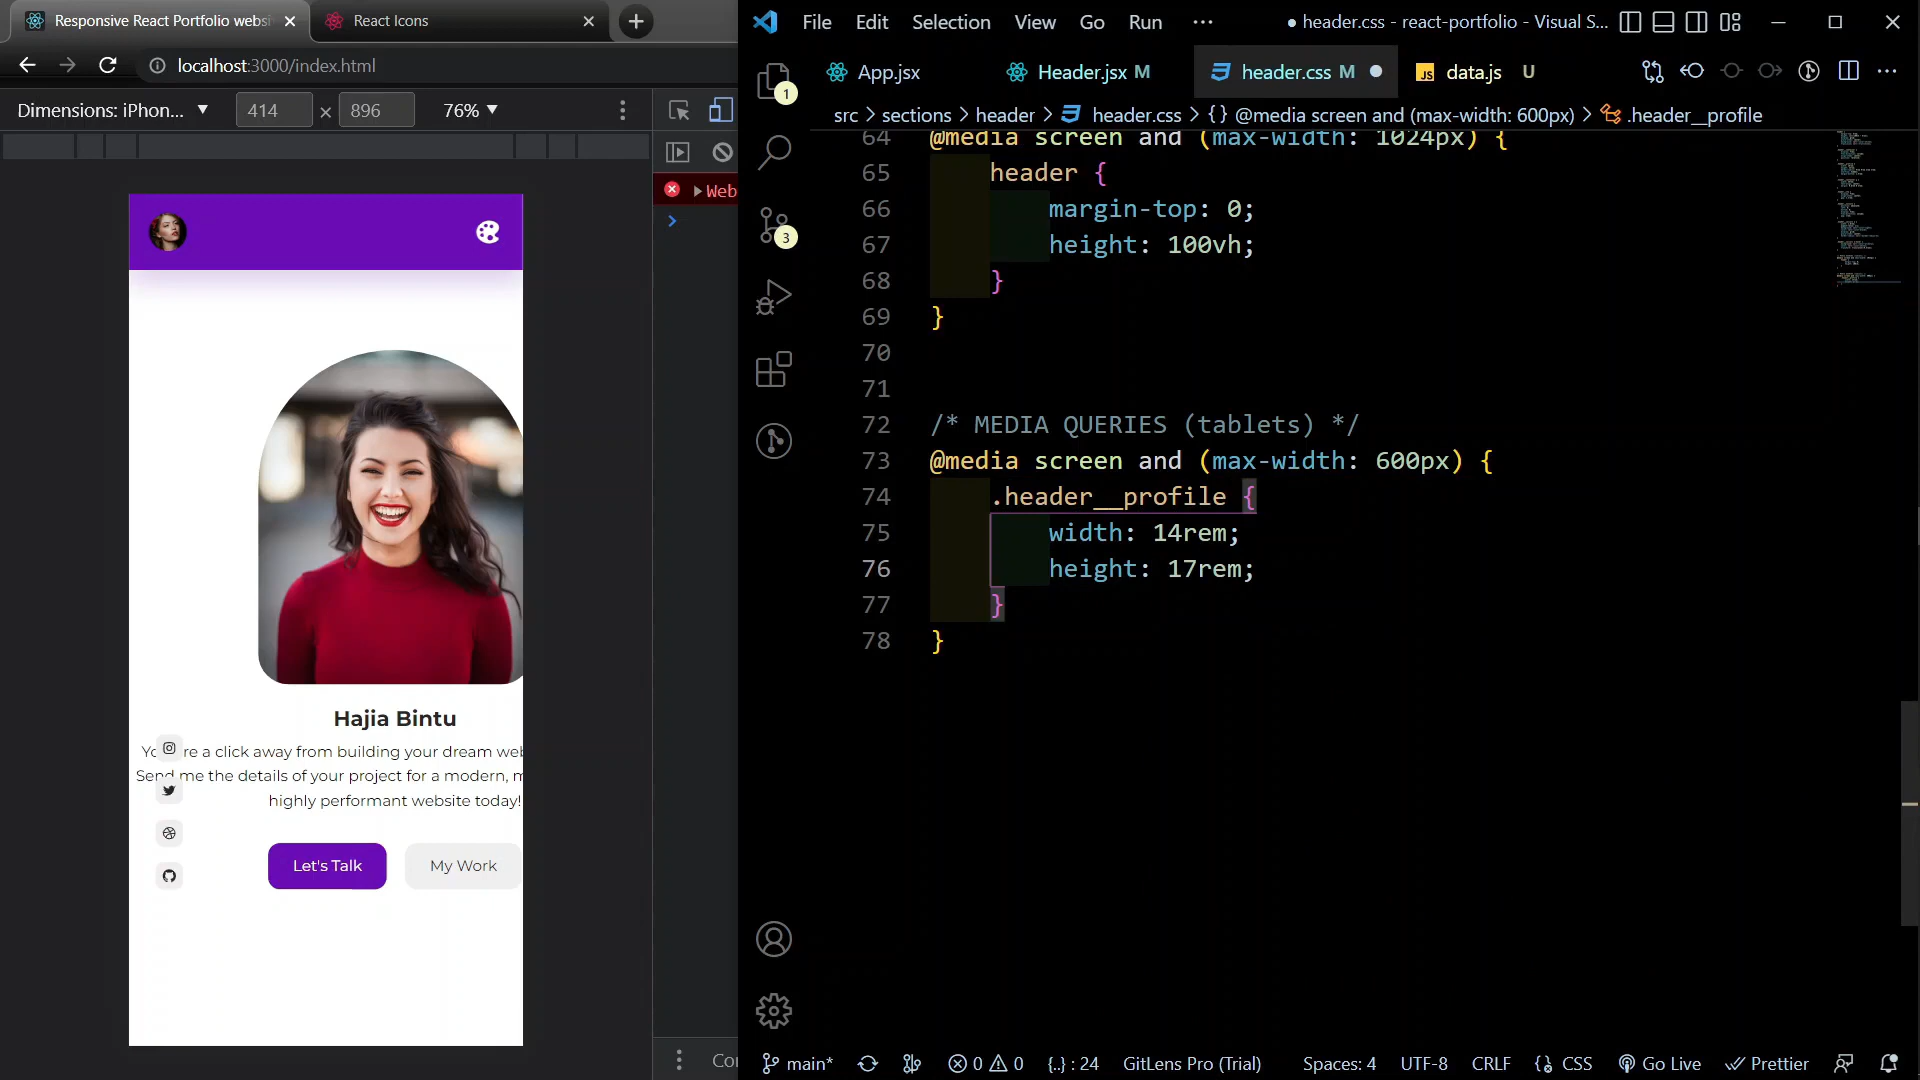 Responsive React Portfolio websi
React Icons
localhost:3000/index.html
Dimensions: iPhon... ▼ 414 × 896 76% ▼
Web
Hajia Bintu
re a click away from building your dream web
Send me the details of your project for a modern, m
highly performant website today!
Let's Talk My Work
File Edit Selection View Go Run ··· ● header.css - react-portfolio - Visual S...
App.jsx Header.jsx M header.css M ● JS data.js U
src > sections > header > header.css > {} @media screen and (max-width: 600px) > .header__profile
1
3
64 @media screen and (max-width: 1024px) {
65 header {
66 margin-top: 0;
67 height: 100vh;
68 }
69 }
70
71
72 /* MEDIA QUERIES (tablets) */
73 @media screen and (max-width: 600px) {
74 .header__profile {
75 width: 14rem;
76 height: 17rem;
77 }
78 }
Co
main* 0 0 {..} : 24 GitLens Pro (Trial) Spaces: 4 UTF-8 CRLF CSS Go Live Prettier